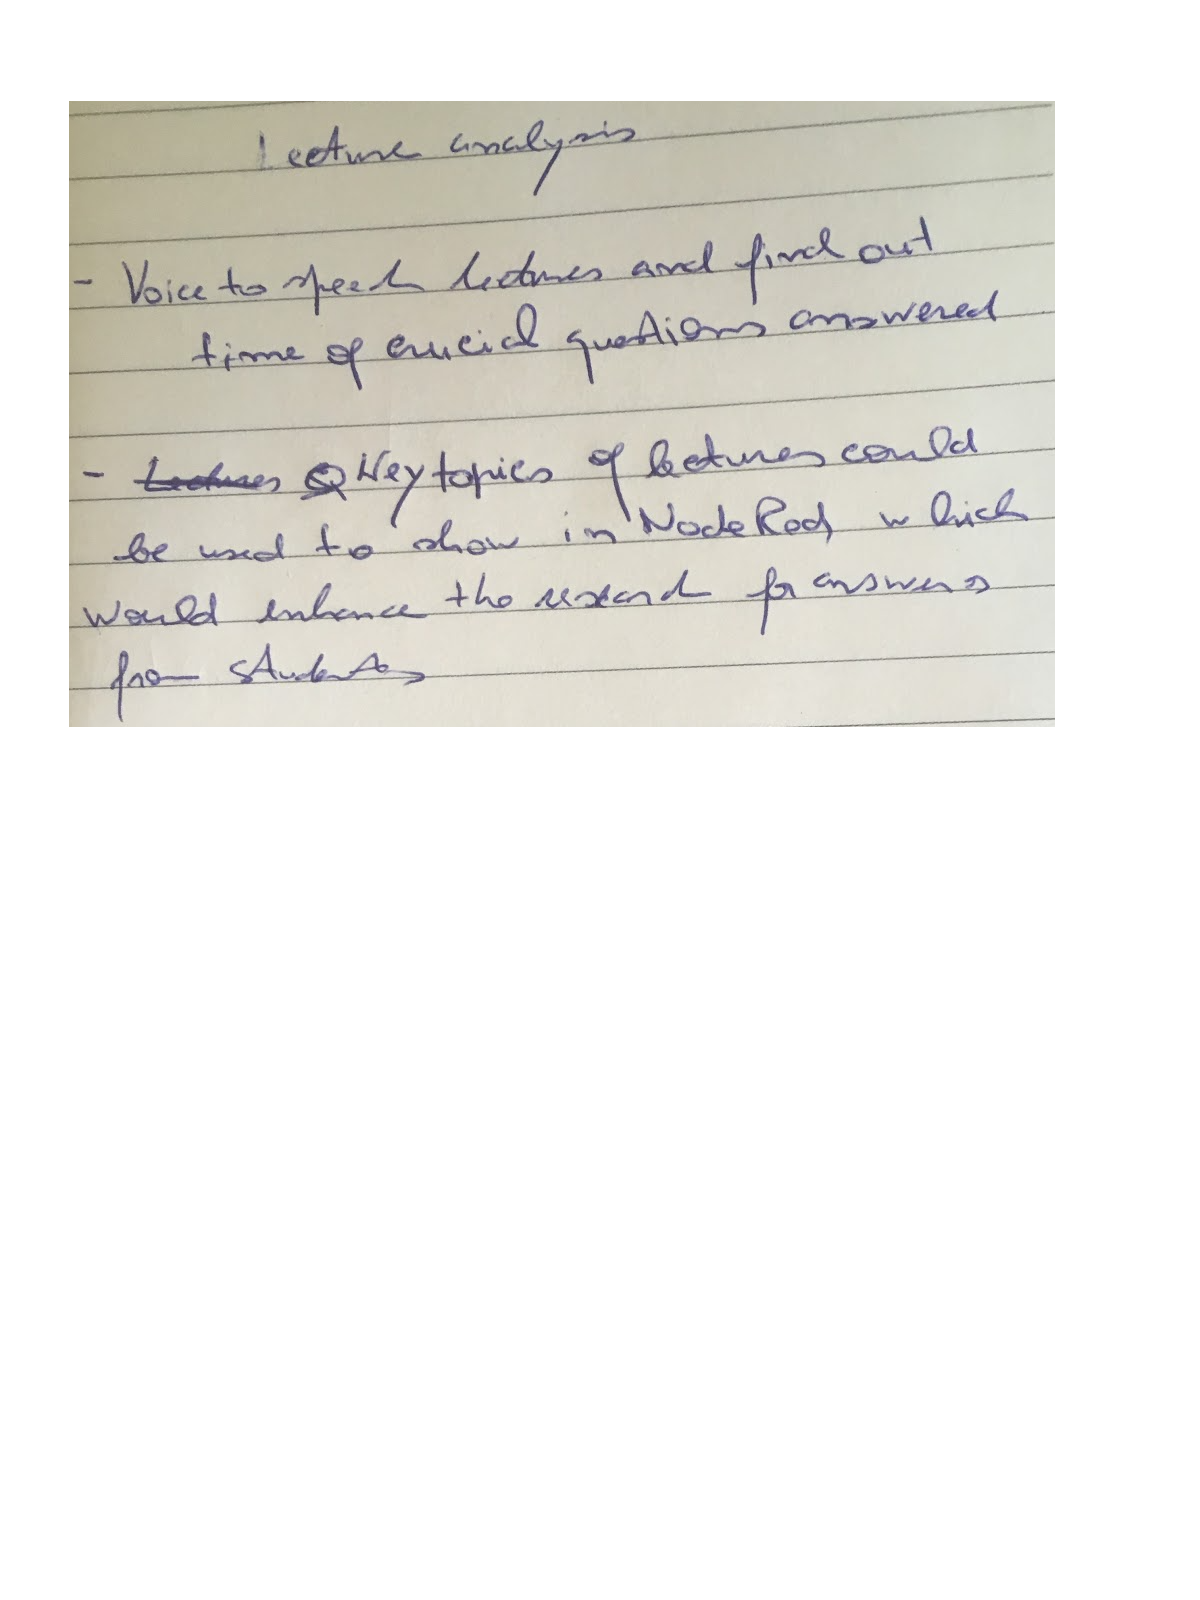 Lecture analysis
- Voice to speech lectures and find out
time of crucial questions answered
- Lectures Key topics of lectures could
be used to show in NodeRed, which
would enhance the research for answers
from students